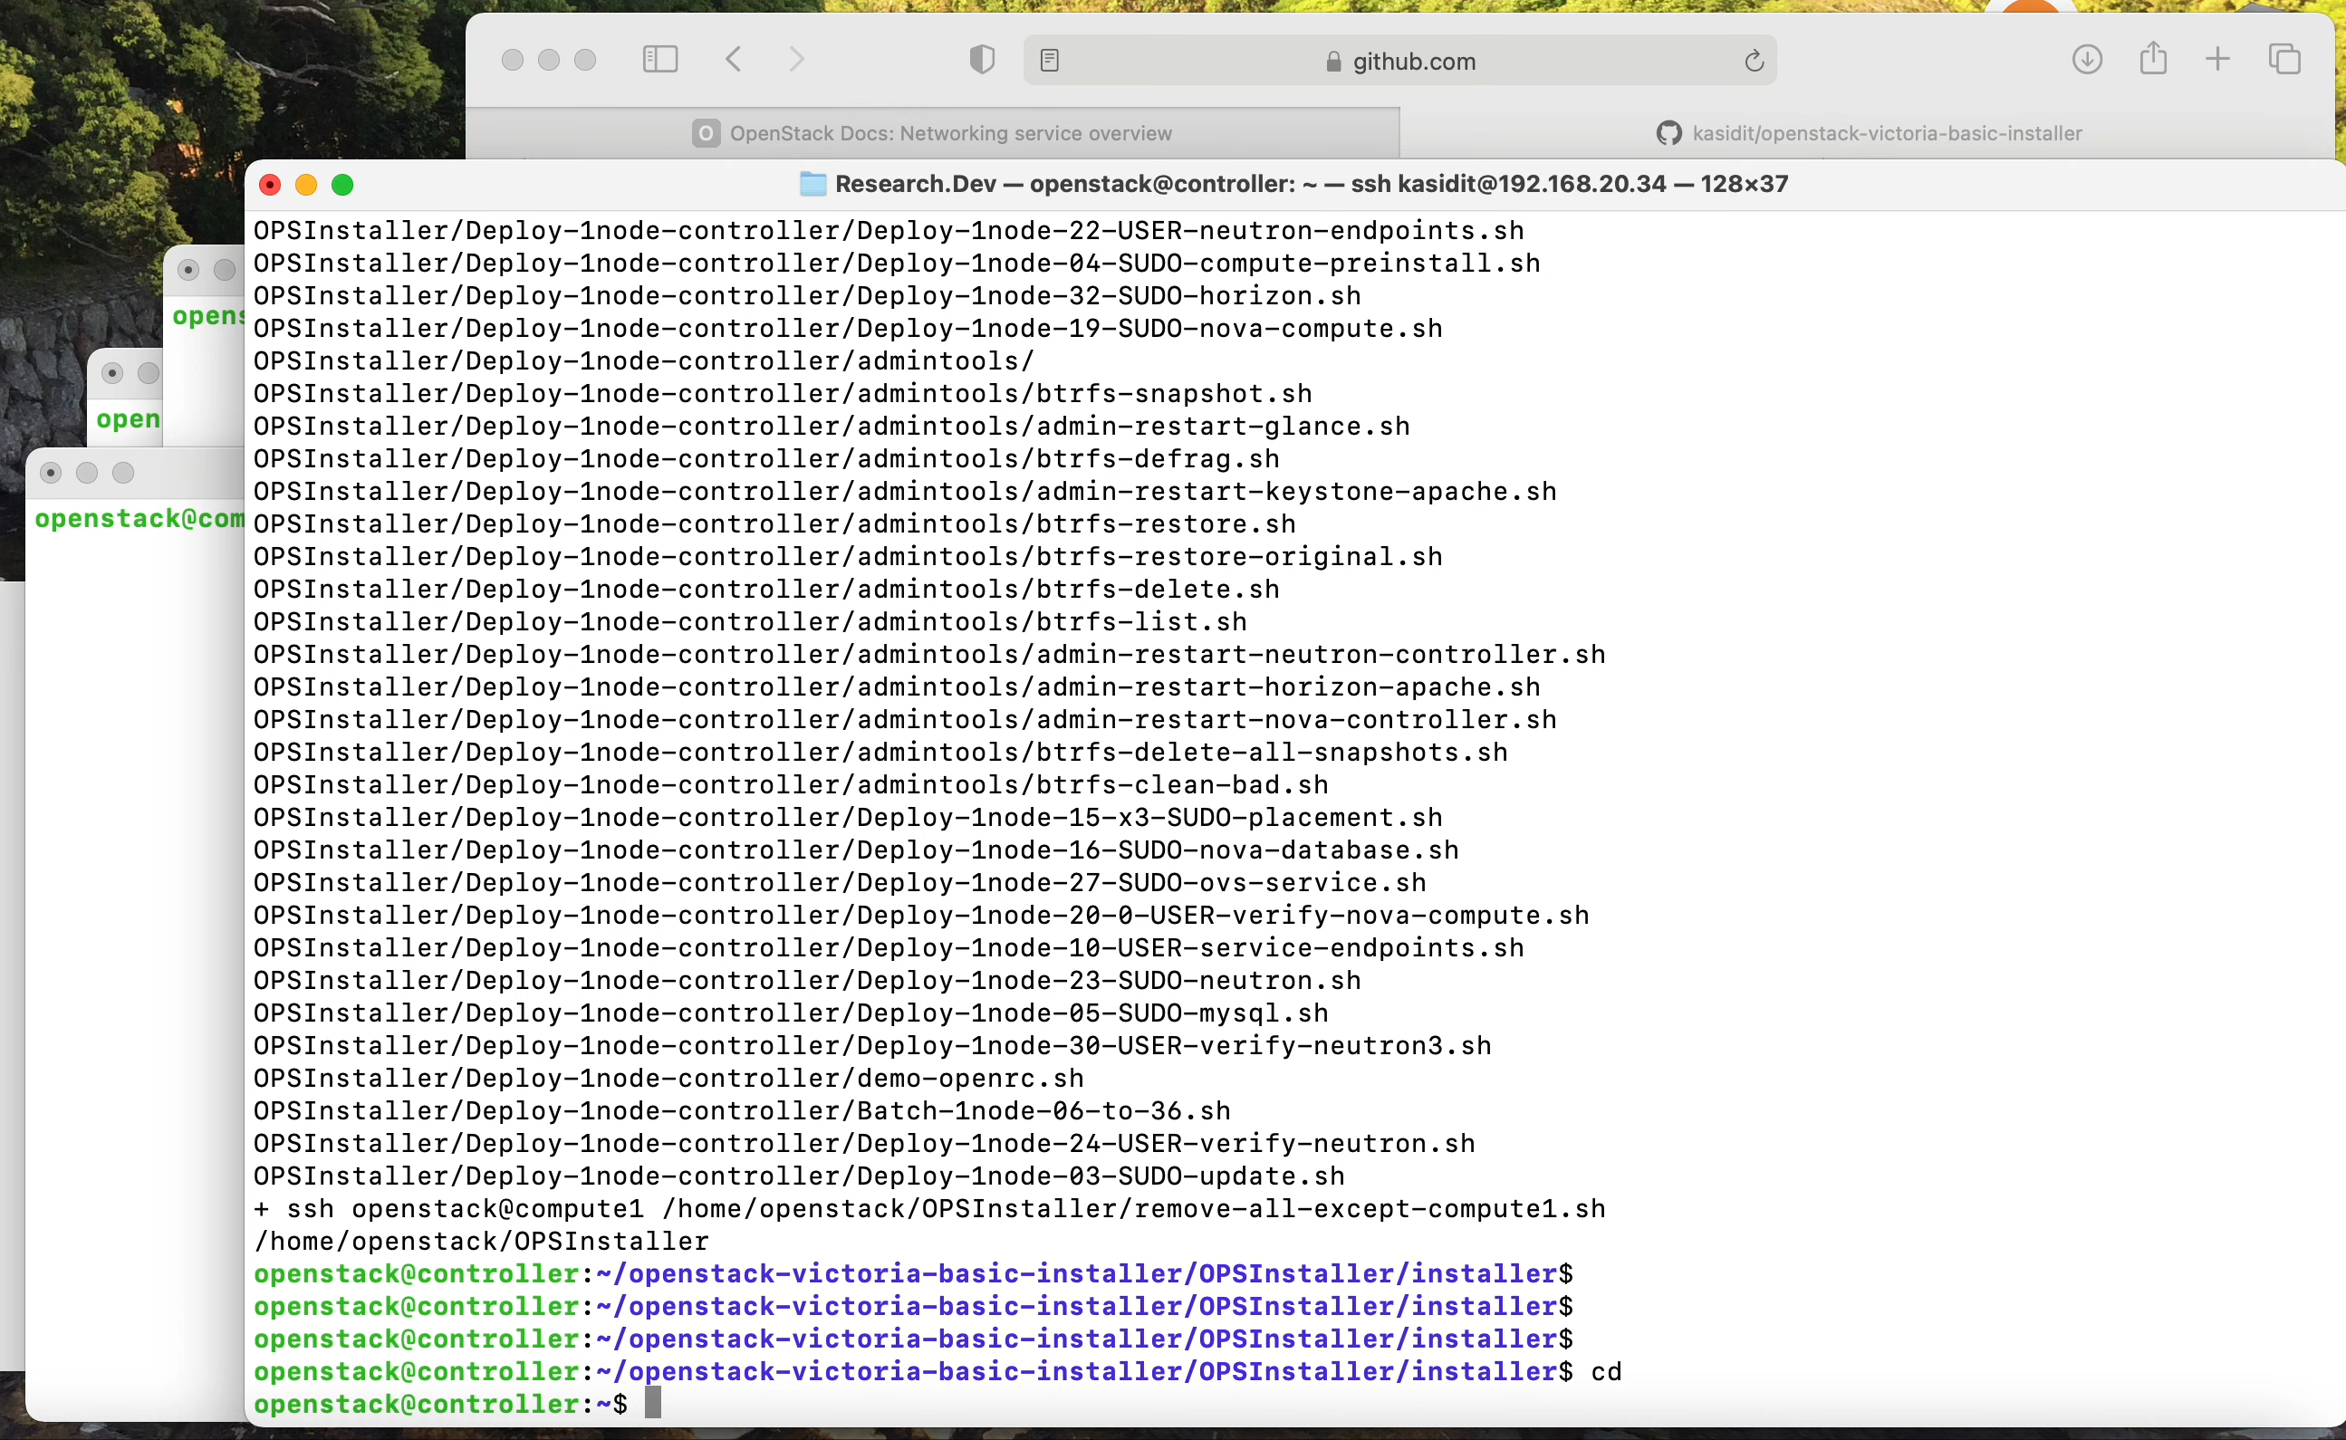 github.com
OpenStack Docs: Networking service overview
kasidit/openstack-victoria-basic-installer
Research.Dev — openstack@controller: ~ — ssh kasidit@192.168.20.34 — 128×37
OPSInstaller/Deploy-1node-controller/Deploy-1node-22-USER-neutron-endpoints.sh
OPSInstaller/Deploy-1node-controller/Deploy-1node-04-SUDO-compute-preinstall.sh
OPSInstaller/Deploy-1node-controller/Deploy-1node-32-SUDO-horizon.sh
OPSInstaller/Deploy-1node-controller/Deploy-1node-19-SUDO-nova-compute.sh
OPSInstaller/Deploy-1node-controller/admintools/
OPSInstaller/Deploy-1node-controller/admintools/btrfs-snapshot.sh
OPSInstaller/Deploy-1node-controller/admintools/admin-restart-glance.sh
OPSInstaller/Deploy-1node-controller/admintools/btrfs-defrag.sh
OPSInstaller/Deploy-1node-controller/admintools/admin-restart-keystone-apache.sh
OPSInstaller/Deploy-1node-controller/admintools/btrfs-restore.sh
OPSInstaller/Deploy-1node-controller/admintools/btrfs-restore-original.sh
OPSInstaller/Deploy-1node-controller/admintools/btrfs-delete.sh
OPSInstaller/Deploy-1node-controller/admintools/btrfs-list.sh
OPSInstaller/Deploy-1node-controller/admintools/admin-restart-neutron-controller.sh
OPSInstaller/Deploy-1node-controller/admintools/admin-restart-horizon-apache.sh
OPSInstaller/Deploy-1node-controller/admintools/admin-restart-nova-controller.sh
OPSInstaller/Deploy-1node-controller/admintools/btrfs-delete-all-snapshots.sh
OPSInstaller/Deploy-1node-controller/admintools/btrfs-clean-bad.sh
OPSInstaller/Deploy-1node-controller/Deploy-1node-15-x3-SUDO-placement.sh
OPSInstaller/Deploy-1node-controller/Deploy-1node-16-SUDO-nova-database.sh
OPSInstaller/Deploy-1node-controller/Deploy-1node-27-SUDO-ovs-service.sh
OPSInstaller/Deploy-1node-controller/Deploy-1node-20-0-USER-verify-nova-compute.sh
OPSInstaller/Deploy-1node-controller/Deploy-1node-10-USER-service-endpoints.sh
OPSInstaller/Deploy-1node-controller/Deploy-1node-23-SUDO-neutron.sh
OPSInstaller/Deploy-1node-controller/Deploy-1node-05-SUDO-mysql.sh
OPSInstaller/Deploy-1node-controller/Deploy-1node-30-USER-verify-neutron3.sh
OPSInstaller/Deploy-1node-controller/demo-openrc.sh
OPSInstaller/Deploy-1node-controller/Batch-1node-06-to-36.sh
OPSInstaller/Deploy-1node-controller/Deploy-1node-24-USER-verify-neutron.sh
OPSInstaller/Deploy-1node-controller/Deploy-1node-03-SUDO-update.sh
+ ssh openstack@compute1 /home/openstack/OPSInstaller/remove-all-except-compute1.sh
/home/openstack/OPSInstaller
openstack@controller:~/openstack-victoria-basic-installer/OPSInstaller/installer$
openstack@controller:~/openstack-victoria-basic-installer/OPSInstaller/installer$
openstack@controller:~/openstack-victoria-basic-installer/OPSInstaller/installer$
openstack@controller:~/openstack-victoria-basic-installer/OPSInstaller/installer$ cd
openstack@controller:~$
opens
open
openstack@com